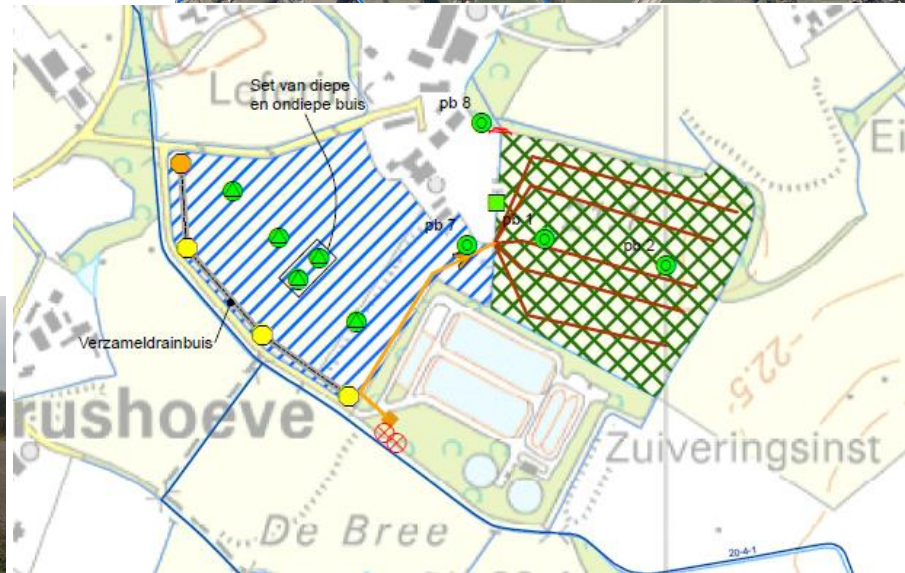 Leferink
Set van diepe
en ondiepe buis
pb 8
Ei
pb 7
pb 1
pb 2
Verzameldrainbuis
rushoeve
-22.5
Zuiveringsinst
De Bree
20-4-1